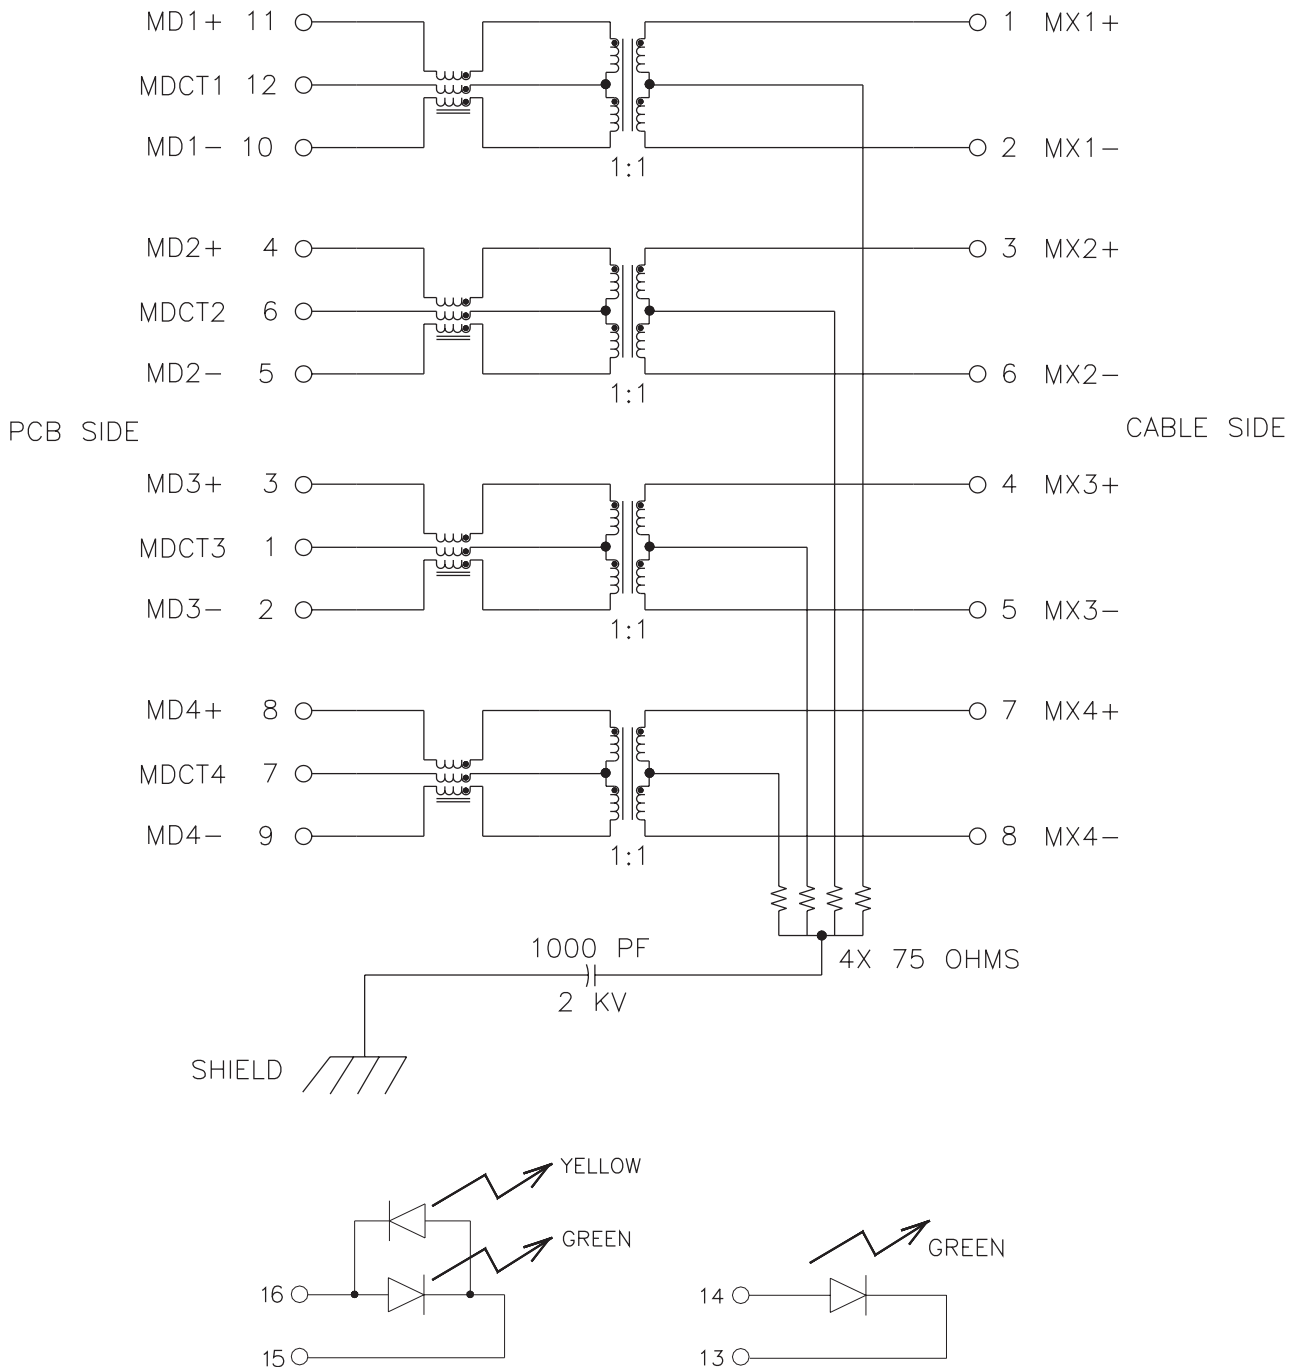 MD1+ 11 1 MX1+
MDCT1 12
MD1- 10 2 MX1-
1:1
MD2+ 4 3 MX2+
MDCT2 6
MD2- 5 6 MX2-
1:1
PCB SIDE CABLE SIDE
MD3+ 3 4 MX3+
MDCT3 1
MD3- 2 5 MX3-
1:1
MD4+ 8 7 MX4+
MDCT4 7
MD4- 9 8 MX4-
1:1
1000 PF
4X 75 OHMS
2 KV
SHIELD
YELLOW
GREEN
GREEN
16
14
15
13